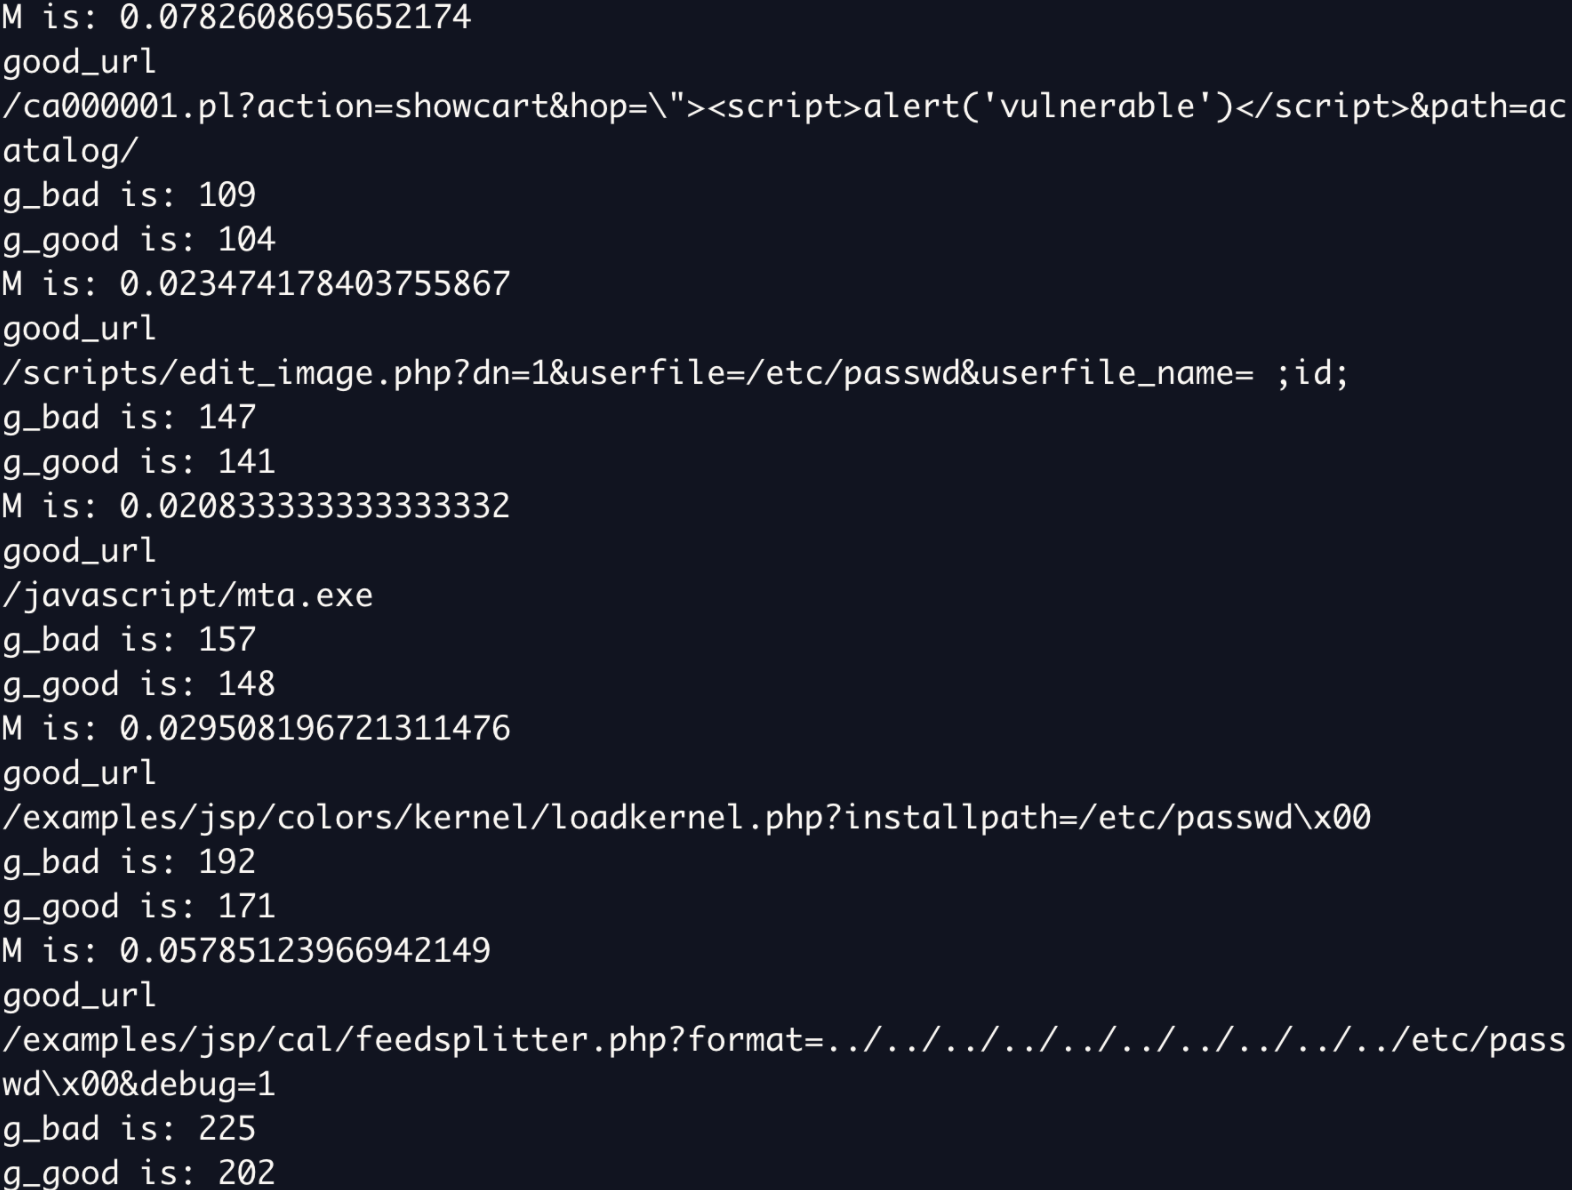 M is: 0.0782608695652174
good_url
/ca000001.pl?action=showcart&hop=\"><script>alert('vulnerable')</script>&path=ac
atalog/
g_bad is: 109
g_good is: 104
M is: 0.023474178403755867
good_url
/scripts/edit_image.php?dn=1&userfile=/etc/passwd&userfile_name= ;id;
g_bad is: 147
g_good is: 141
M is: 0.020833333333333332
good_url
/javascript/mta.exe
g_bad is: 157
g_good is: 148
M is: 0.029508196721311476
good_url
/examples/jsp/colors/kernel/loadkernel.php?installpath=/etc/passwd\x00
g_bad is: 192
g_good is: 171
M is: 0.05785123966942149
good_url
/examples/jsp/cal/feedsplitter.php?format=../../../../../../../../../../etc/pass
wd\x00&debug=1
g_bad is: 225
g_good is: 202